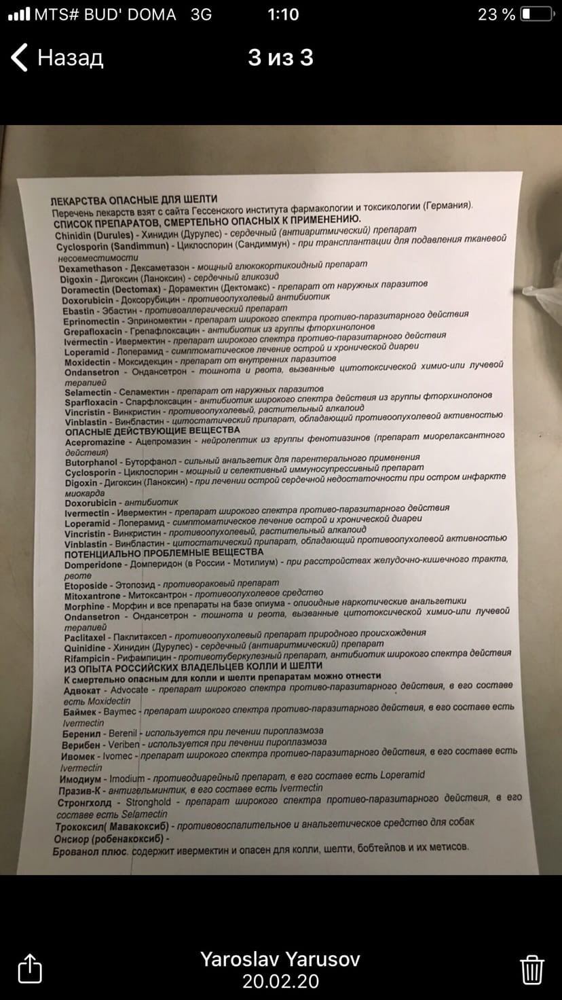 MTS# BUD' DOMA 3G 1:10 23 %
Назад 3 из 3
ЛЕКАРСТВА ОПАСНЫЕ ДЛЯ ШЕЛТИ
Перечень лекарств взят с сайта Гессенского института фармакологии и токсикологии (Германия).
СПИСОК ПРЕПАРАТОВ, СМЕРТЕЛЬНО ОПАСНЫХ К ПРИМЕНЕНИЮ.
Chinidin (Durules) - Хинидин (Дурулес) - сердечный (антиаритмический) препарат
Cyclosporin (Sandimmun) - Циклоспорин (Сандиммун) - при трансплантации для подавления тканевой
несовместимости
Dexamethason - Дексаметазон - мощный глюкокортикоидный препарат
Digoxin - Дигоксин (Ланоксин) - сердечный гликозид
Doramectin (Dectomax) - Дорамектин (Дектомакс) - препарат от наружных паразитов
Doxorubicin - Доксорубицин - противоопухолевый антибиотик
Ebastin - Эбастин - противоаллергический препарат
Eprinomectin - Эприномектин - препарат широкого спектра противо-паразитарного действия
Grepafloxacin - Грепафлоксацин - антибиотик из группы фторхинолонов
Ivermectin - Ивермектин - препарат широкого спектра противо-паразитарного действия
Loperamid - Лоперамид - симптоматическое лечение острой и хронической диареи
Moxidectin - Моксидекцин - препарат от внутренних паразитов
Ondansetron - Ондансетрон - тошнота и рвота, вызванные цитотоксической химио-или лучевой
терапией
Selamectin - Селамектин - препарат от наружных паразитов
Sparfloxacin - Спарфлоксацин - антибиотик широкого спектра действия из группы фторхинолонов
Vincristin - Винкристин - противоопухолевый, растительный алкалоид
Vinblastin - Винбластин - цитостатический припарат, обладающий противоопухолевой активностью
ОПАСНЫЕ ДЕЙСТВУЮЩИЕ ВЕЩЕСТВА
Acepromazine - Ацепромазин - нейролептик из группы фенотиазинов (препарат миорелаксантного
действия)
Butorphanol - Буторфанол - сильный анальгетик для парентерального применения
Cyclosporin - Циклоспорин - мощный и селективный иммуносупрессивный препарат
Digoxin - Дигоксин (Ланоксин) - при лечении острой сердечной недостаточности при остром инфаркте
миокарда
Doxorubicin - антибиотик
Ivermectin - Ивермектин - препарат широкого спектра противо-паразитарного действия
Loperamid - Лоперамид - симптоматическое лечение острой и хронической диареи
Vincristin - Винкристин - противоопухолевый, растительный алкалоид
Vinblastin - Винбластин - цитостатический припарат, обладающий противоопухолевой активностью
ПОТЕНЦИАЛЬНО ПРОБЛЕМНЫЕ ВЕЩЕСТВА
Domperidone - Домперидон (в России - Мотилиум) - при расстройствах желудочно-кишечного тракта,
рвоте
Etoposide - Этопозид - противораковый препарат
Mitoxantrone - Митоксантрон - противоопухолевое средство
Morphine - Морфин и все препараты на базе опиума - опиоидные наркотические анальгетики
Ondansetron - Ондансетрон - тошнота и рвота, вызванные цитотоксической химио-или лучевой
терапией
Paclitaxel - Паклитаксел - противоопухолевый препарат природного происхождения
Quinidine - Хинидин (Дурулес) - сердечный (антиаритмический) препарат
Rifampicin - Рифампицин - противотуберкулезный препарат, антибиотик широкого спектра действия
ИЗ ОПЫТА РОССИЙСКИХ ВЛАДЕЛЬЦЕВ КОЛЛИ И ШЕЛТИ
К смертельно опасным для колли и шелти препаратам можно отнести
Адвокат - Advocate - препарат широкого спектра противо-паразитарного действия, в его составе
есть Moxidectin
Баймек - Baymec - препарат широкого спектра противо-паразитарного действия, в его составе есть
Ivermectin
Беренил - Berenil - используется при лечении пироплазмоза
Верибен - Veriben - используется при лечении пироплазмоза
Ивомек - Ivomec - препарат широкого спектра противо-паразитарного действия, в его составе есть
Ivermectin
Имодиум - Imodium - противодиарейный препарат, в его составе есть Loperamid
Празив-К - антигельминтик, в его составе есть Ivermectin
Стронгхолд - Stronghold - препарат широкого спектра противо-паразитарного действия, в его
составе есть Selamectin
Трококсил( Мавакоксиб) - противовоспалительное и анальгетическое средство для собак
Онсиор (робенакоксиб) -
Брованол плюс. содержит ивермектин и опасен для колли, шелти, бобтейлов и их метисов.
Yaroslav Yarusov
20.02.20